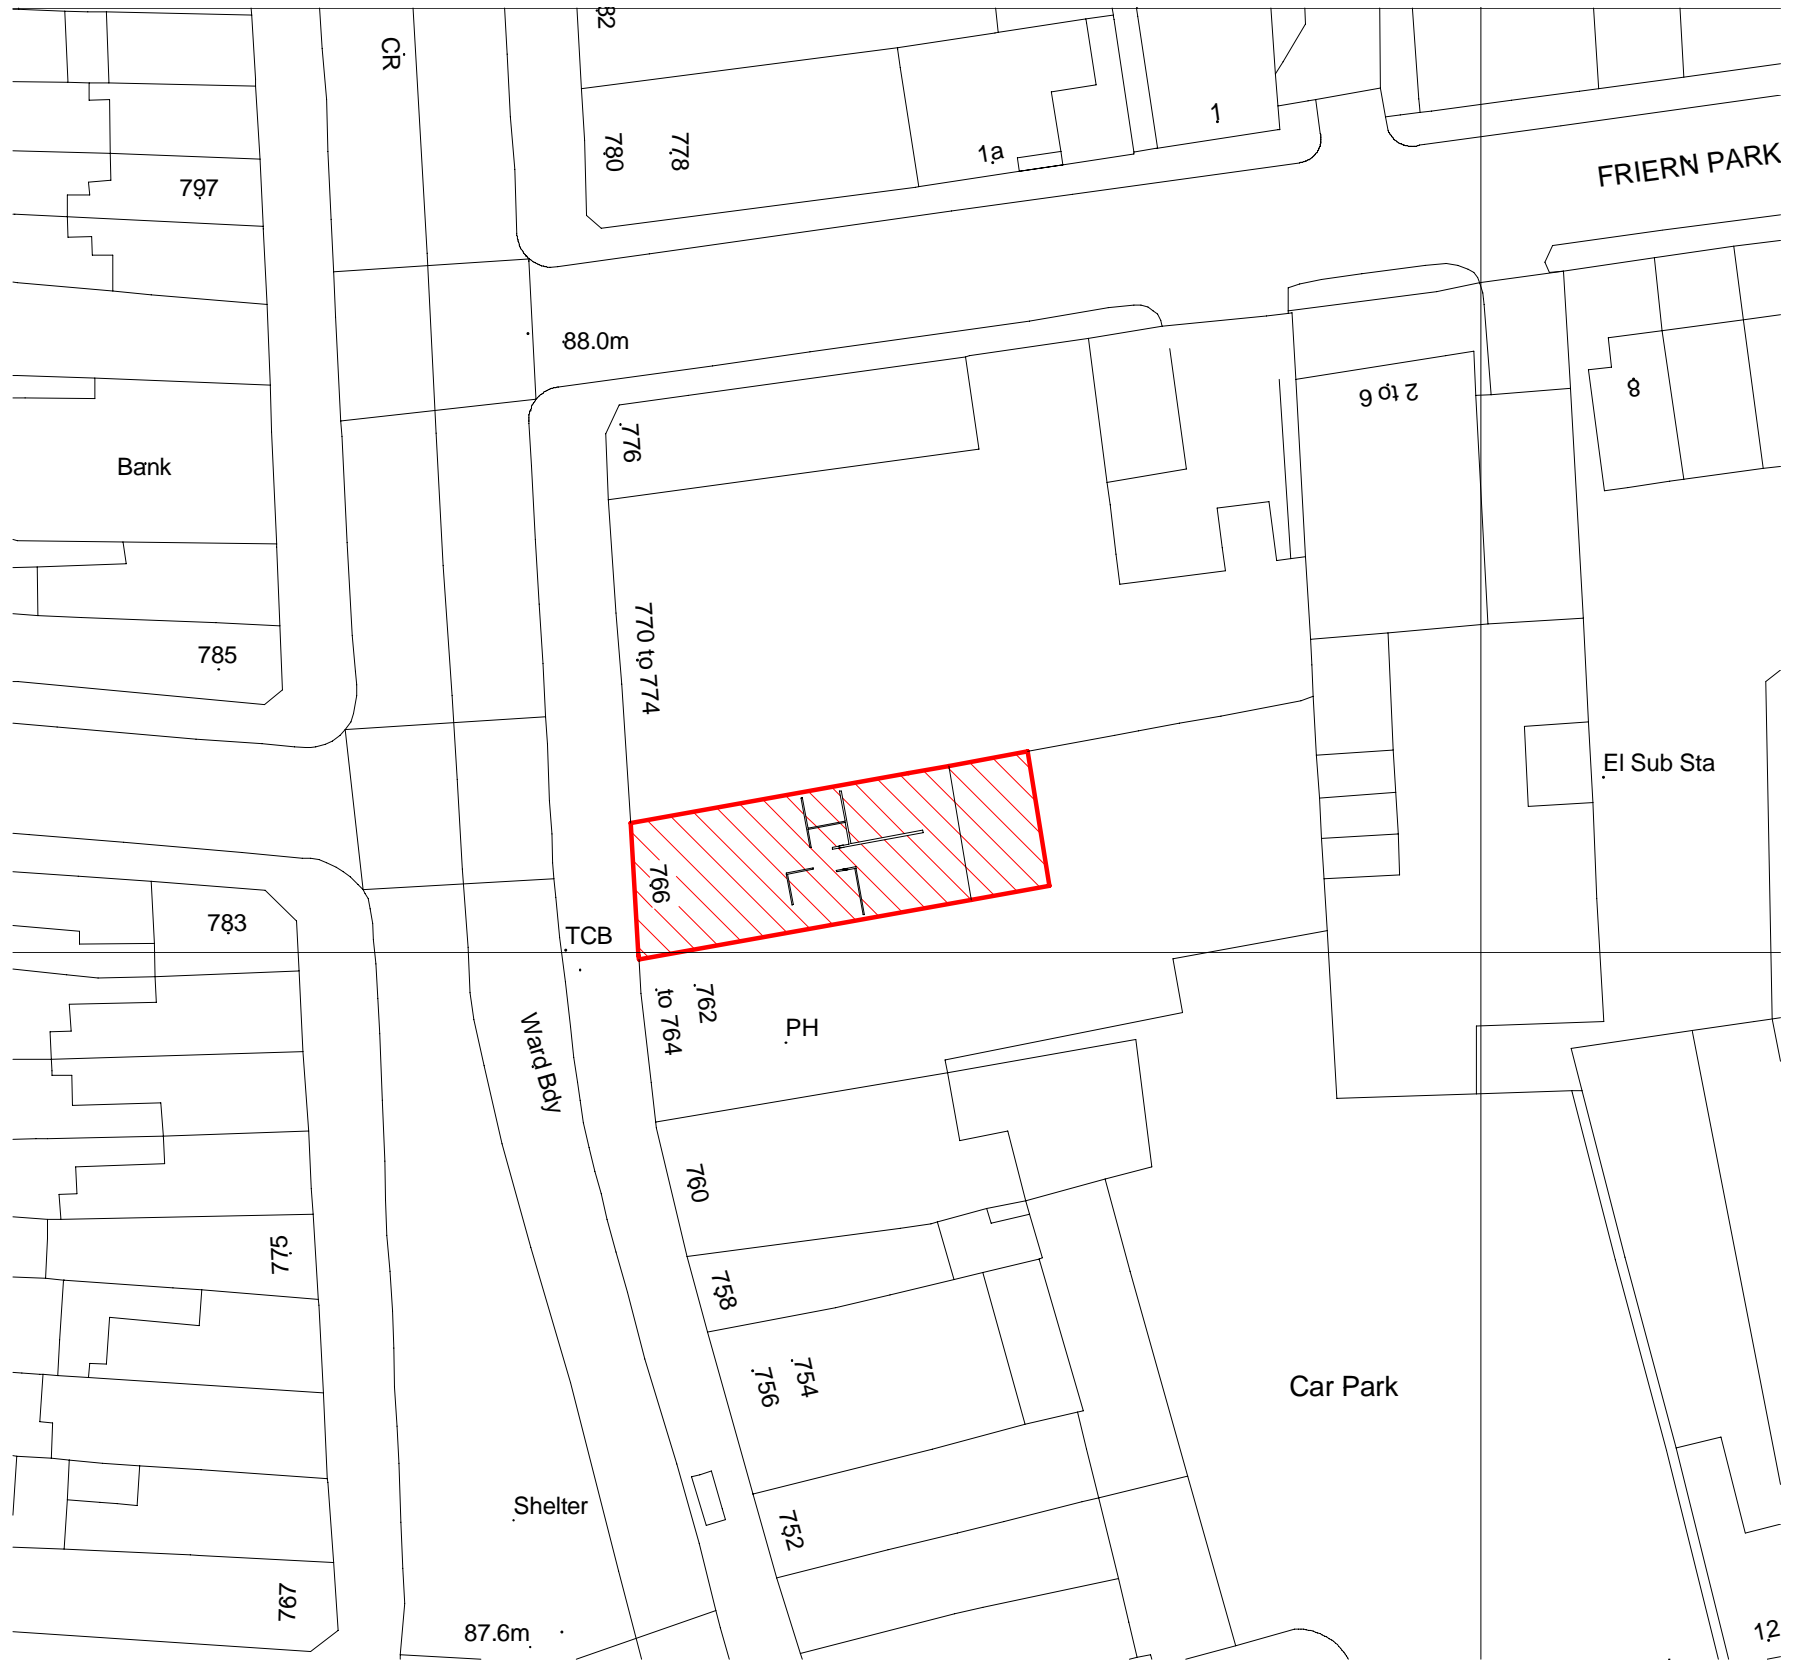 82
CR
1
780
778
1a
FRIERN PARK
797
88.0m
2 to 6
8
776
Bank
770 to 774
785
El Sub Sta
766
783
TCB
762
to 764
PH
Ward Bdy
760
775
758
754
756
Car Park
Shelter
752
767
87.6m
12